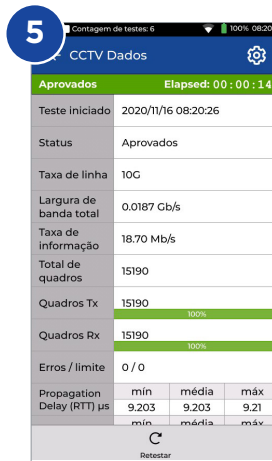 5
Contagem de testes: 6 100% 08:20
CCTV Dados
Aprovados Elapsed: 00:00:14
Teste iniciado 2020/11/16 08:20:26
Status Aprovados
Taxa de linha 10G
Largura de
banda total 0.0187 Gb/s
Taxa de
informação 18.70 Mb/s
Total de
quadros 15190
Quadros Tx 15190
100%
Quadros Rx 15190
100%
Erros / limite 0 / 0
Propagation
Delay (RTT) µs
mín média máx
9.203 9.203 9.21
mín média máx
Retestar